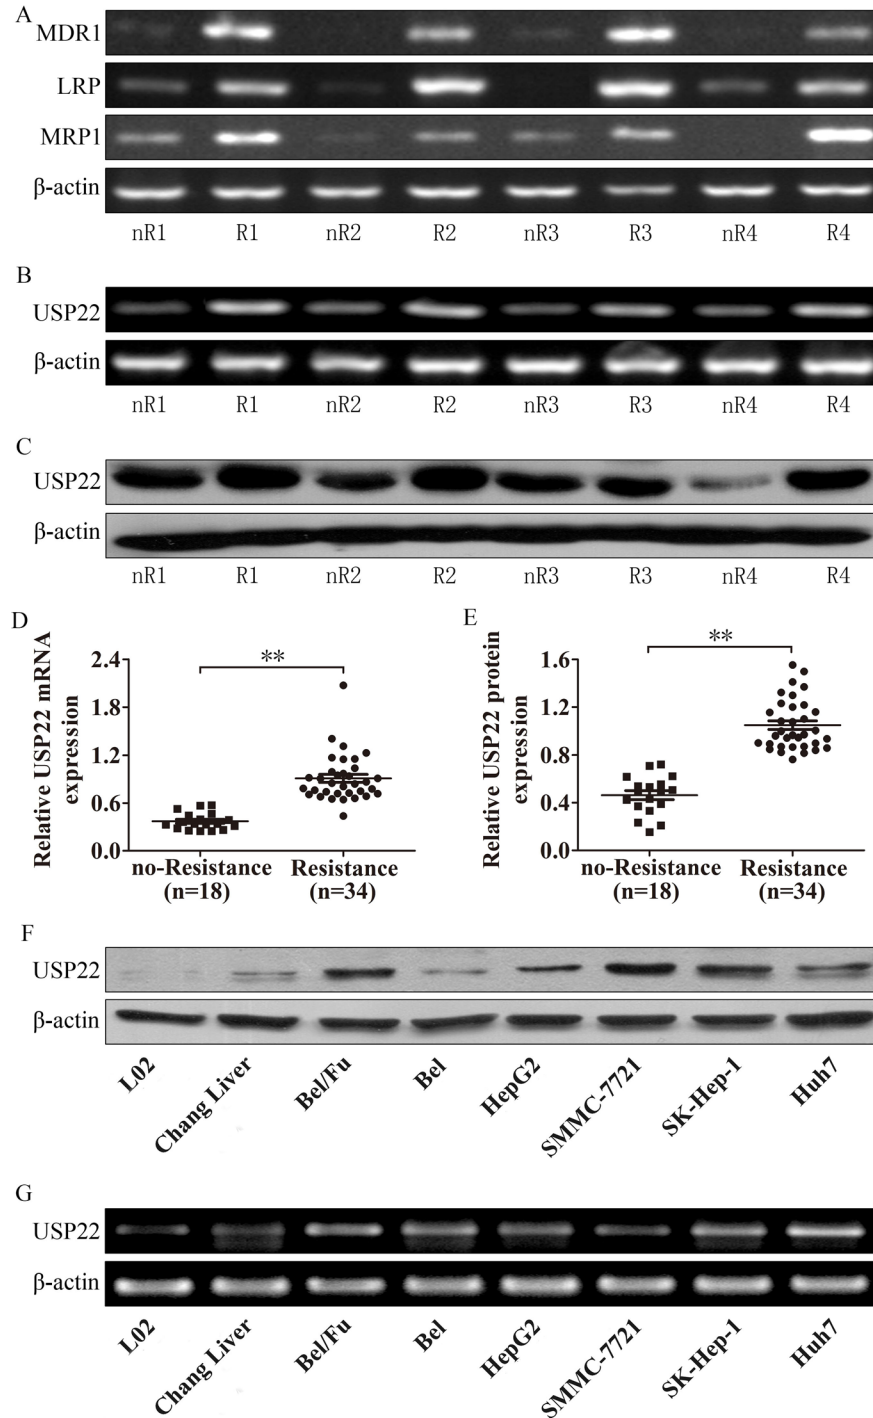 A
MDR1
LRP
MRP1
β-actin
nR1 R1 nR2 R2 nR3 R3 nR4 R4
B
USP22
β-actin
nR1 R1 nR2 R2 nR3 R3 nR4 R4
C
USP22
β-actin
nR1 R1 nR2 R2 nR3 R3 nR4 R4
D
Relative USP22 mRNA
expression
2.4
1.8
1.2
0.6
0.0
**
no-Resistance Resistance
(n=18) (n=34)
E
Relative USP22 protein
expression
1.6
1.2
0.8
0.4
0.0
**
no-Resistance Resistance
(n=18) (n=34)
F
USP22
β-actin
L02 Chang Liver Bel/Fu Bel HepG2 SMMC-7721 SK-Hep-1 Huh7
G
USP22
β-actin
L02 Chang Liver Bel/Fu Bel HepG2 SMMC-7721 SK-Hep-1 Huh7